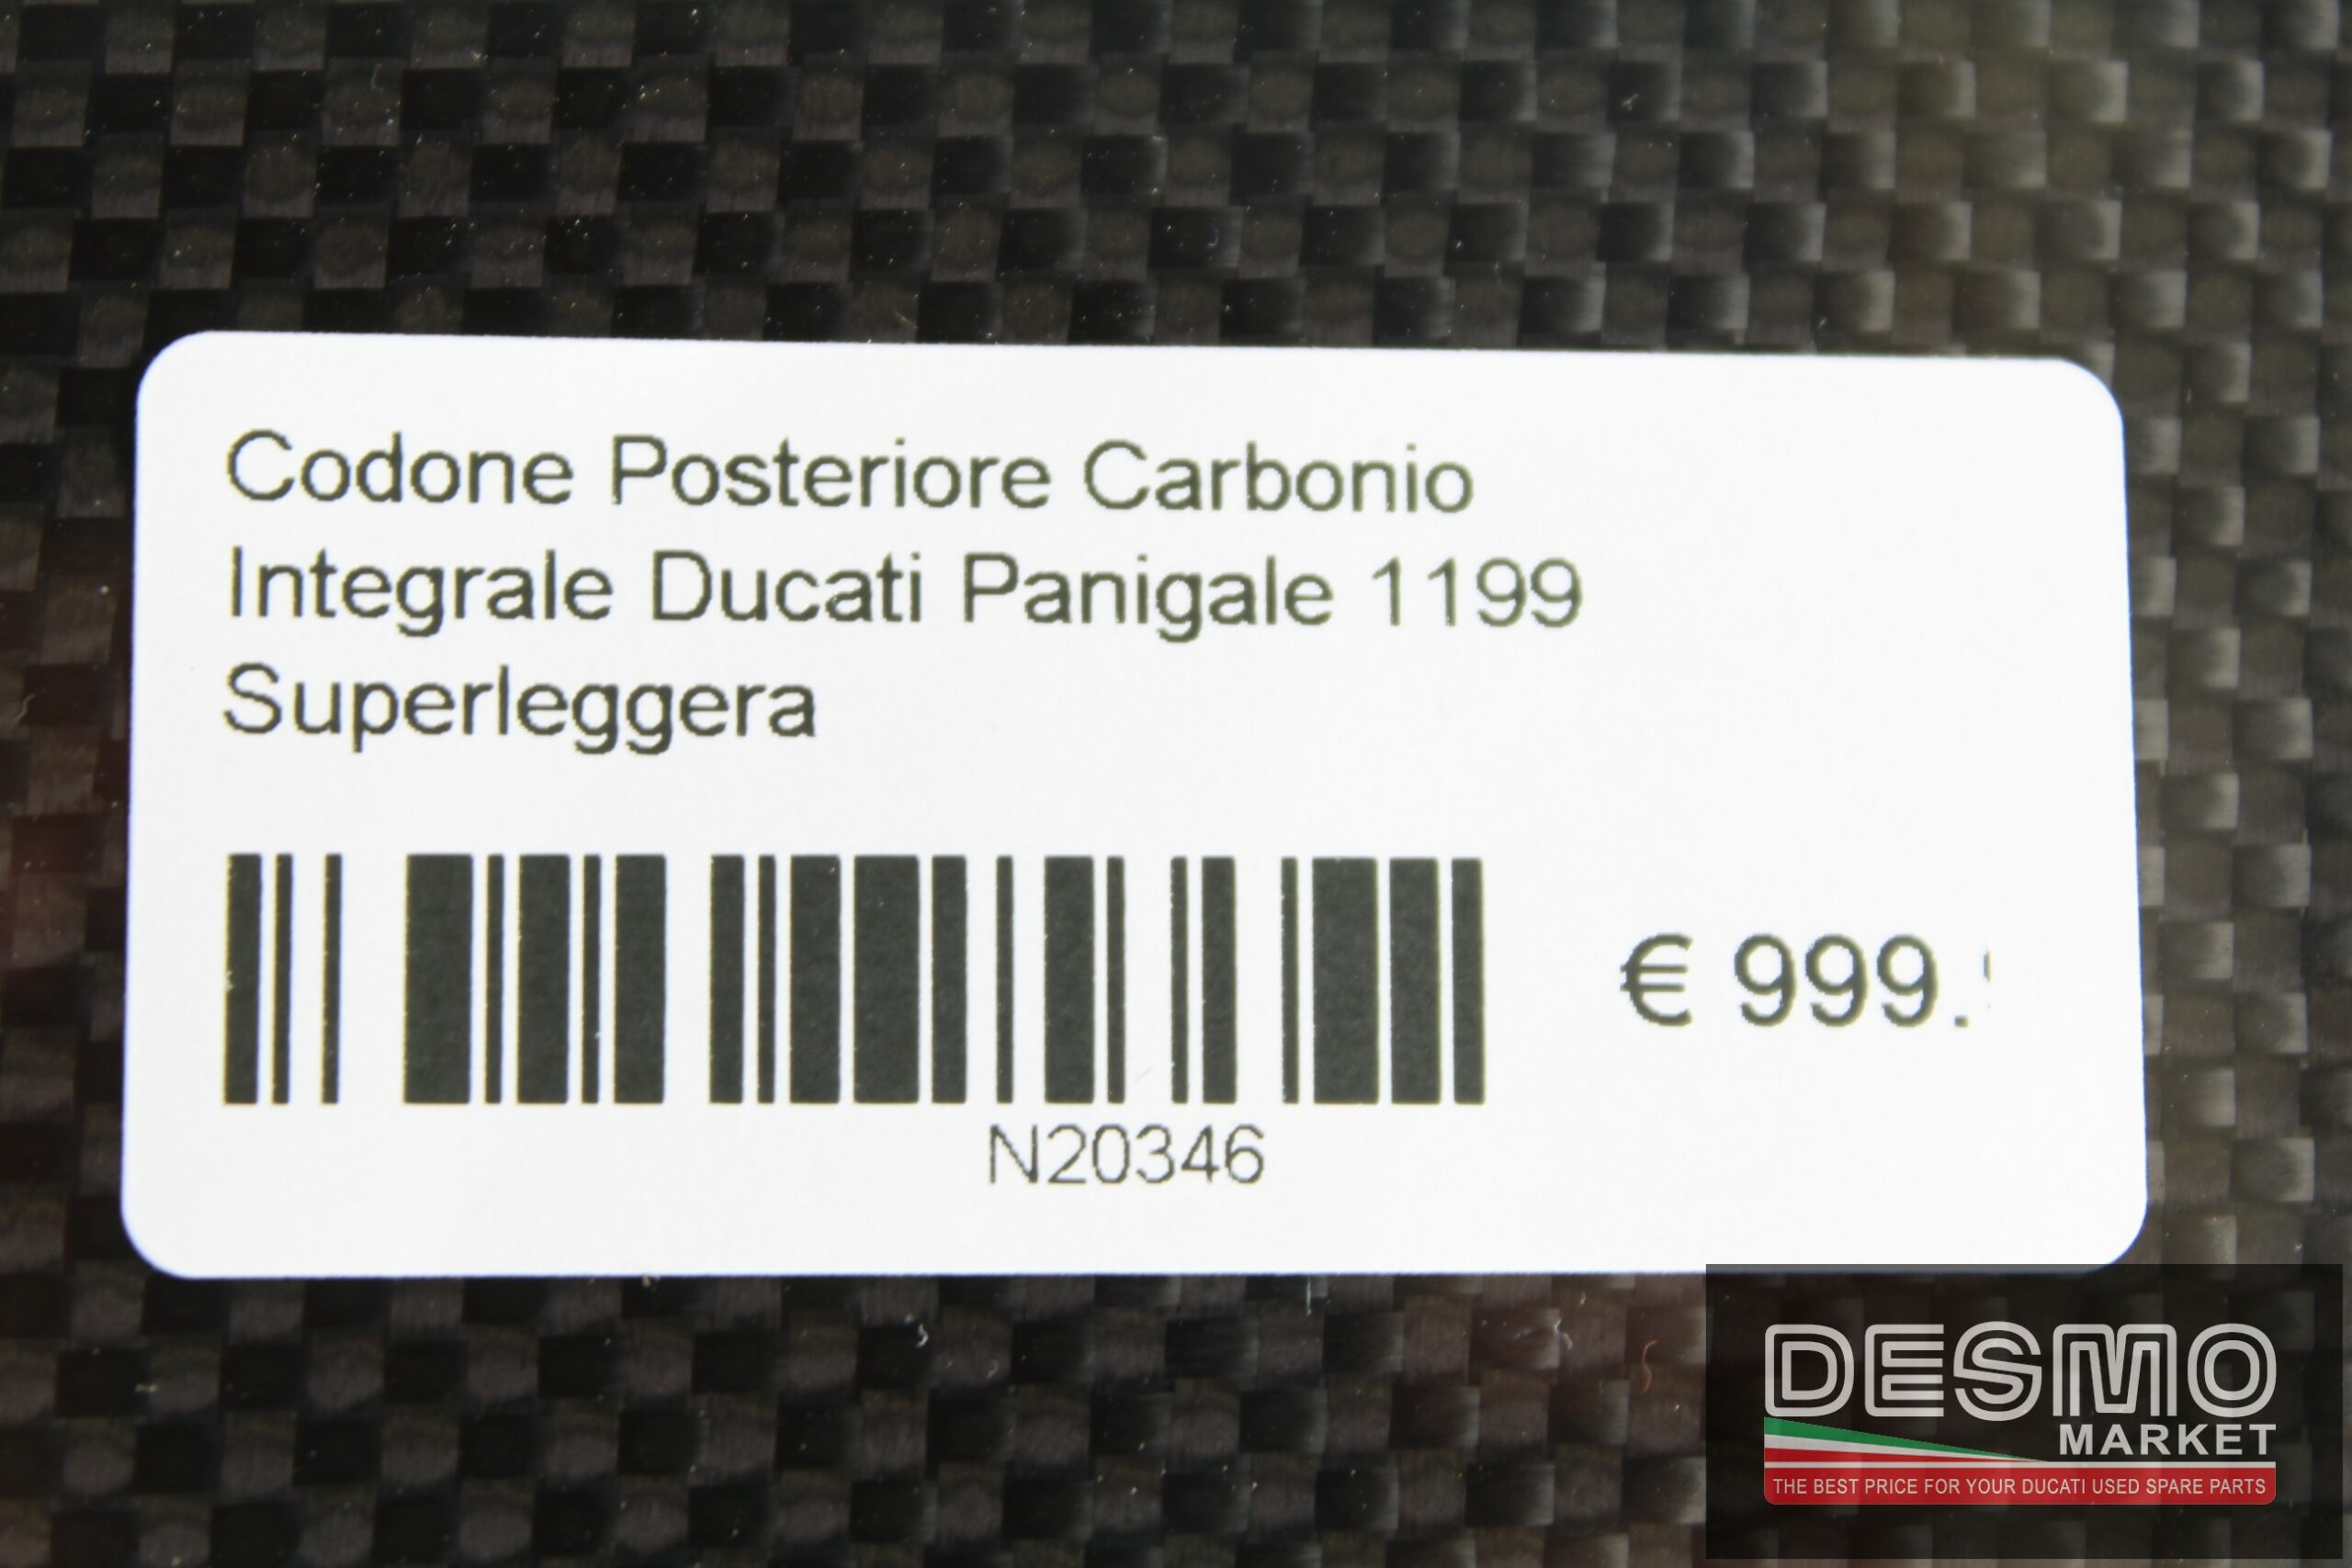 Codone Posteriore Carbonio
Integrale Ducati Panigale 1199
Superleggera
€ 999.
N20346
DESMO
MARKET
THE BEST PRICE FOR YOUR DUCATI USED SPARE PARTS